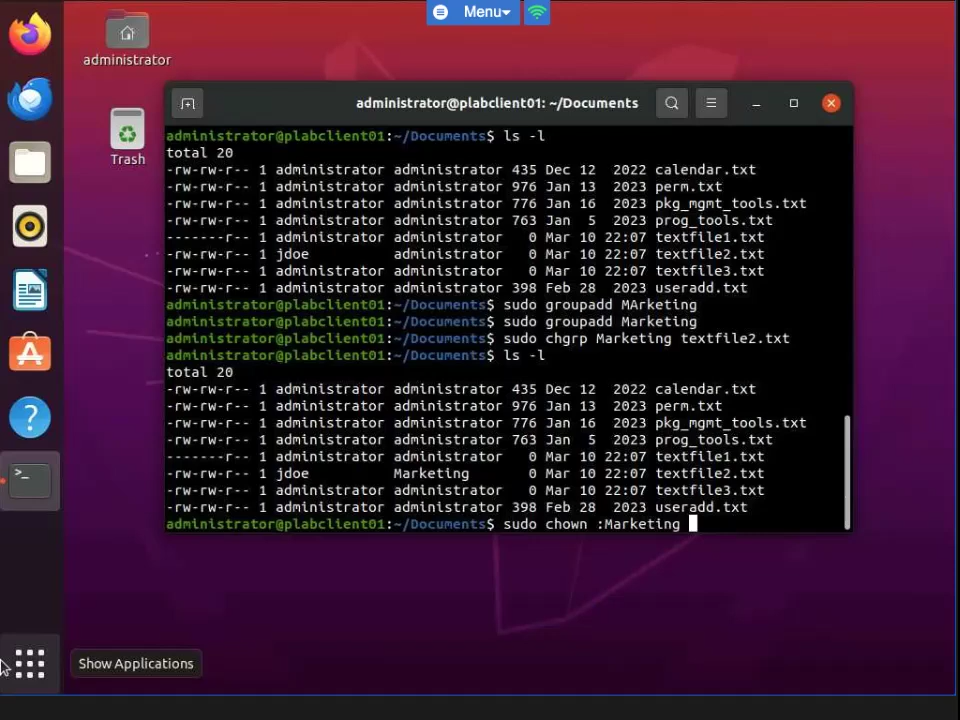 Menu
administrator
Trash
administrator@plabclient01: ~/Documents
administrator@plabclient01:~/Documents$ ls -l
total 20
-rw-rw-r-- 1 administrator administrator 435 Dec 12  2022 calendar.txt
-rw-rw-r-- 1 administrator administrator 976 Jan 13  2023 perm.txt
-rw-rw-r-- 1 administrator administrator 776 Jan 16  2023 pkg_mgmt_tools.txt
-rw-rw-r-- 1 administrator administrator 763 Jan  5  2023 prog_tools.txt
-------r-- 1 administrator administrator   0 Mar 10 22:07 textfile1.txt
-rw-rw-r-- 1 jdoe          administrator   0 Mar 10 22:07 textfile2.txt
-rw-rw-r-- 1 administrator administrator   0 Mar 10 22:07 textfile3.txt
-rw-rw-r-- 1 administrator administrator 398 Feb 28  2023 useradd.txt
administrator@plabclient01:~/Documents$ sudo groupadd MArketing
administrator@plabclient01:~/Documents$ sudo groupadd Marketing
administrator@plabclient01:~/Documents$ sudo chgrp Marketing textfile2.txt
administrator@plabclient01:~/Documents$ ls -l
total 20
-rw-rw-r-- 1 administrator administrator 435 Dec 12  2022 calendar.txt
-rw-rw-r-- 1 administrator administrator 976 Jan 13  2023 perm.txt
-rw-rw-r-- 1 administrator administrator 776 Jan 16  2023 pkg_mgmt_tools.txt
-rw-rw-r-- 1 administrator administrator 763 Jan  5  2023 prog_tools.txt
-------r-- 1 administrator administrator   0 Mar 10 22:07 textfile1.txt
-rw-rw-r-- 1 jdoe          Marketing       0 Mar 10 22:07 textfile2.txt
-rw-rw-r-- 1 administrator administrator   0 Mar 10 22:07 textfile3.txt
-rw-rw-r-- 1 administrator administrator 398 Feb 28  2023 useradd.txt
administrator@plabclient01:~/Documents$ sudo chown :Marketing
Show Applications